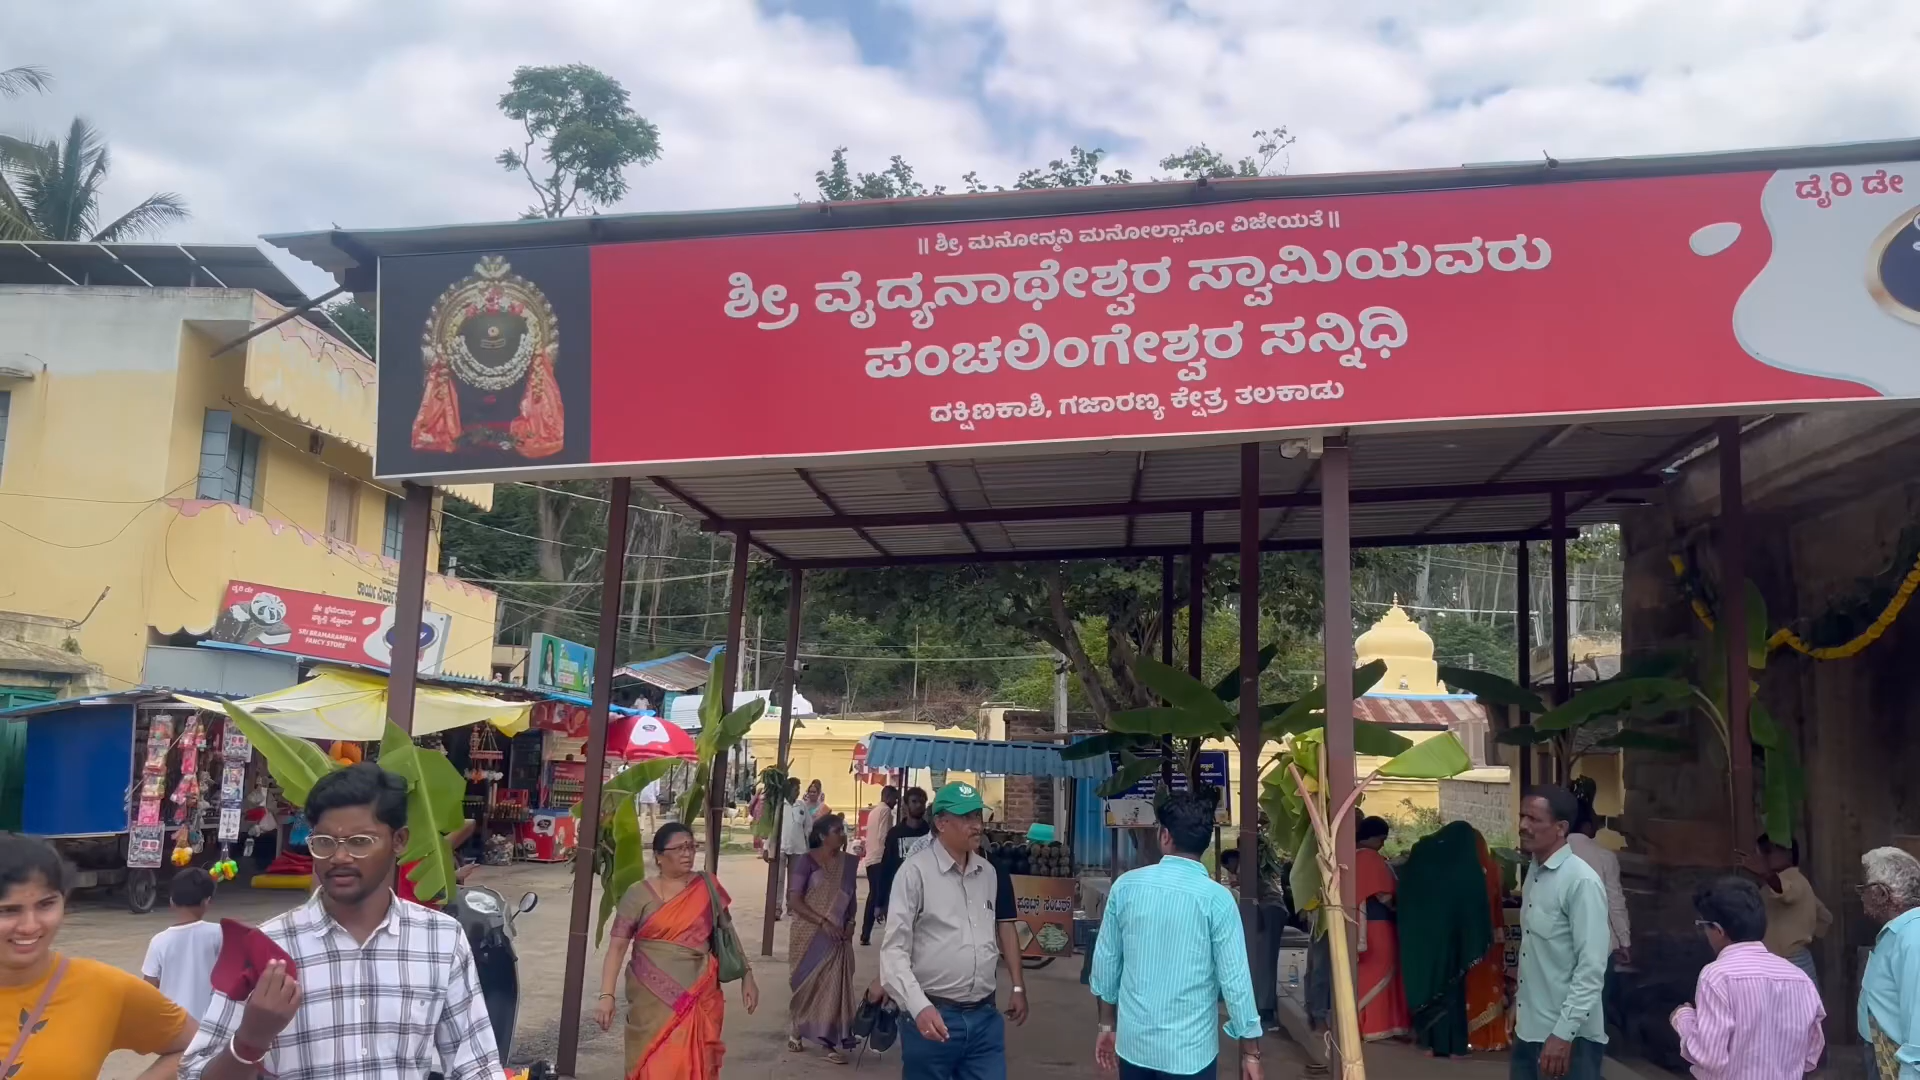 || ಶ್ರೀ ಮನೋನ್ಮನಿ ಮನೋಲ್ಲಾಸೋ ವಿಜೇಯತೆ ||
ಶ್ರೀ ವೈದ್ಯನಾಥೇಶ್ವರ ಸ್ವಾಮಿಯವರು
ಪಂಚಲಿಂಗೇಶ್ವರ ಸನ್ನಿಧಿ
ದಕ್ಷಿಣಕಾಶಿ, ಗಜಾರಣ್ಯ ಕ್ಷೇತ್ರ ತಲಕಾಡು
ಡೈರಿ ಡೇ
ಡೈರಿ ಡೇ
ಶ್ರೀ ಭ್ರಮರಾಂಭ
ಫ್ಯಾನ್ಸಿ ಸ್ಟೋರ್
SRI BRAMARAMBHA
FANCY STORE